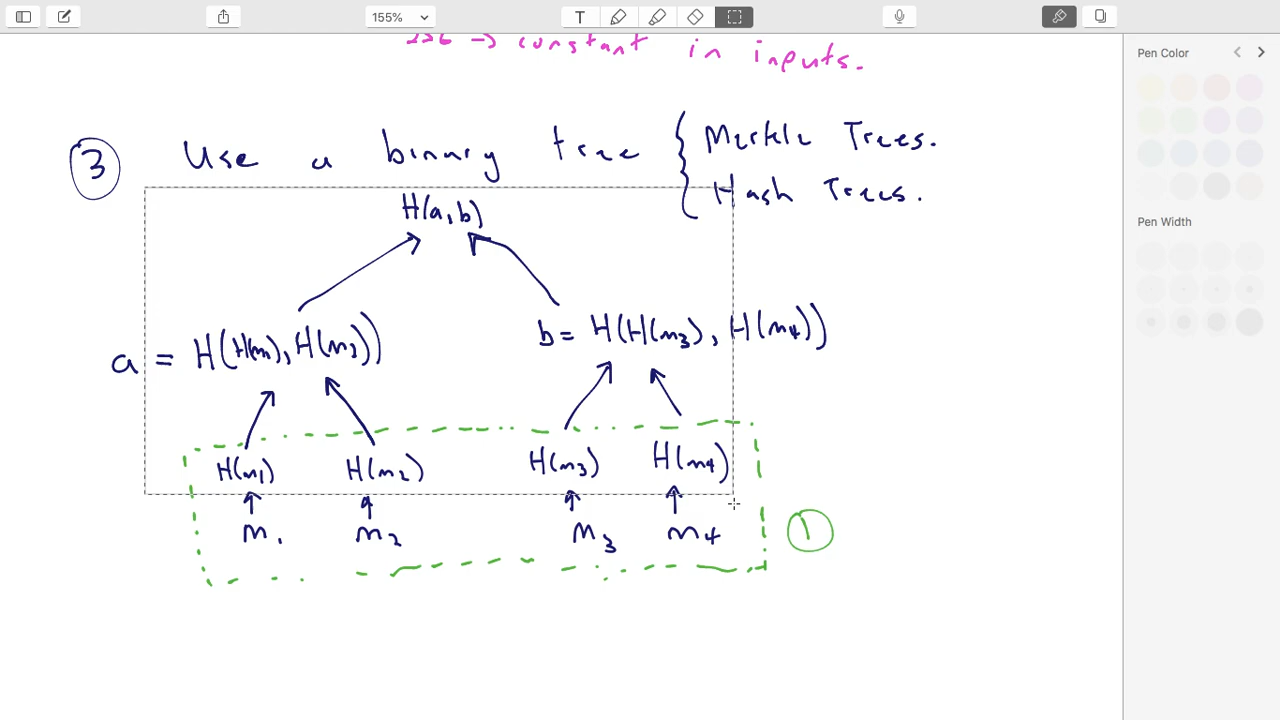 155%
T
Pen Color
256 → constant in inputs.
③ Use a binary tree { Merkle Trees.
Hash Trees.
Pen Width
H(a,b)
a = H(H(m),H(m2))
b= H(H(m3), H(m4))
H(m1) H(m2) H(m3) H(m4)
m1 m2 m3 m4
①